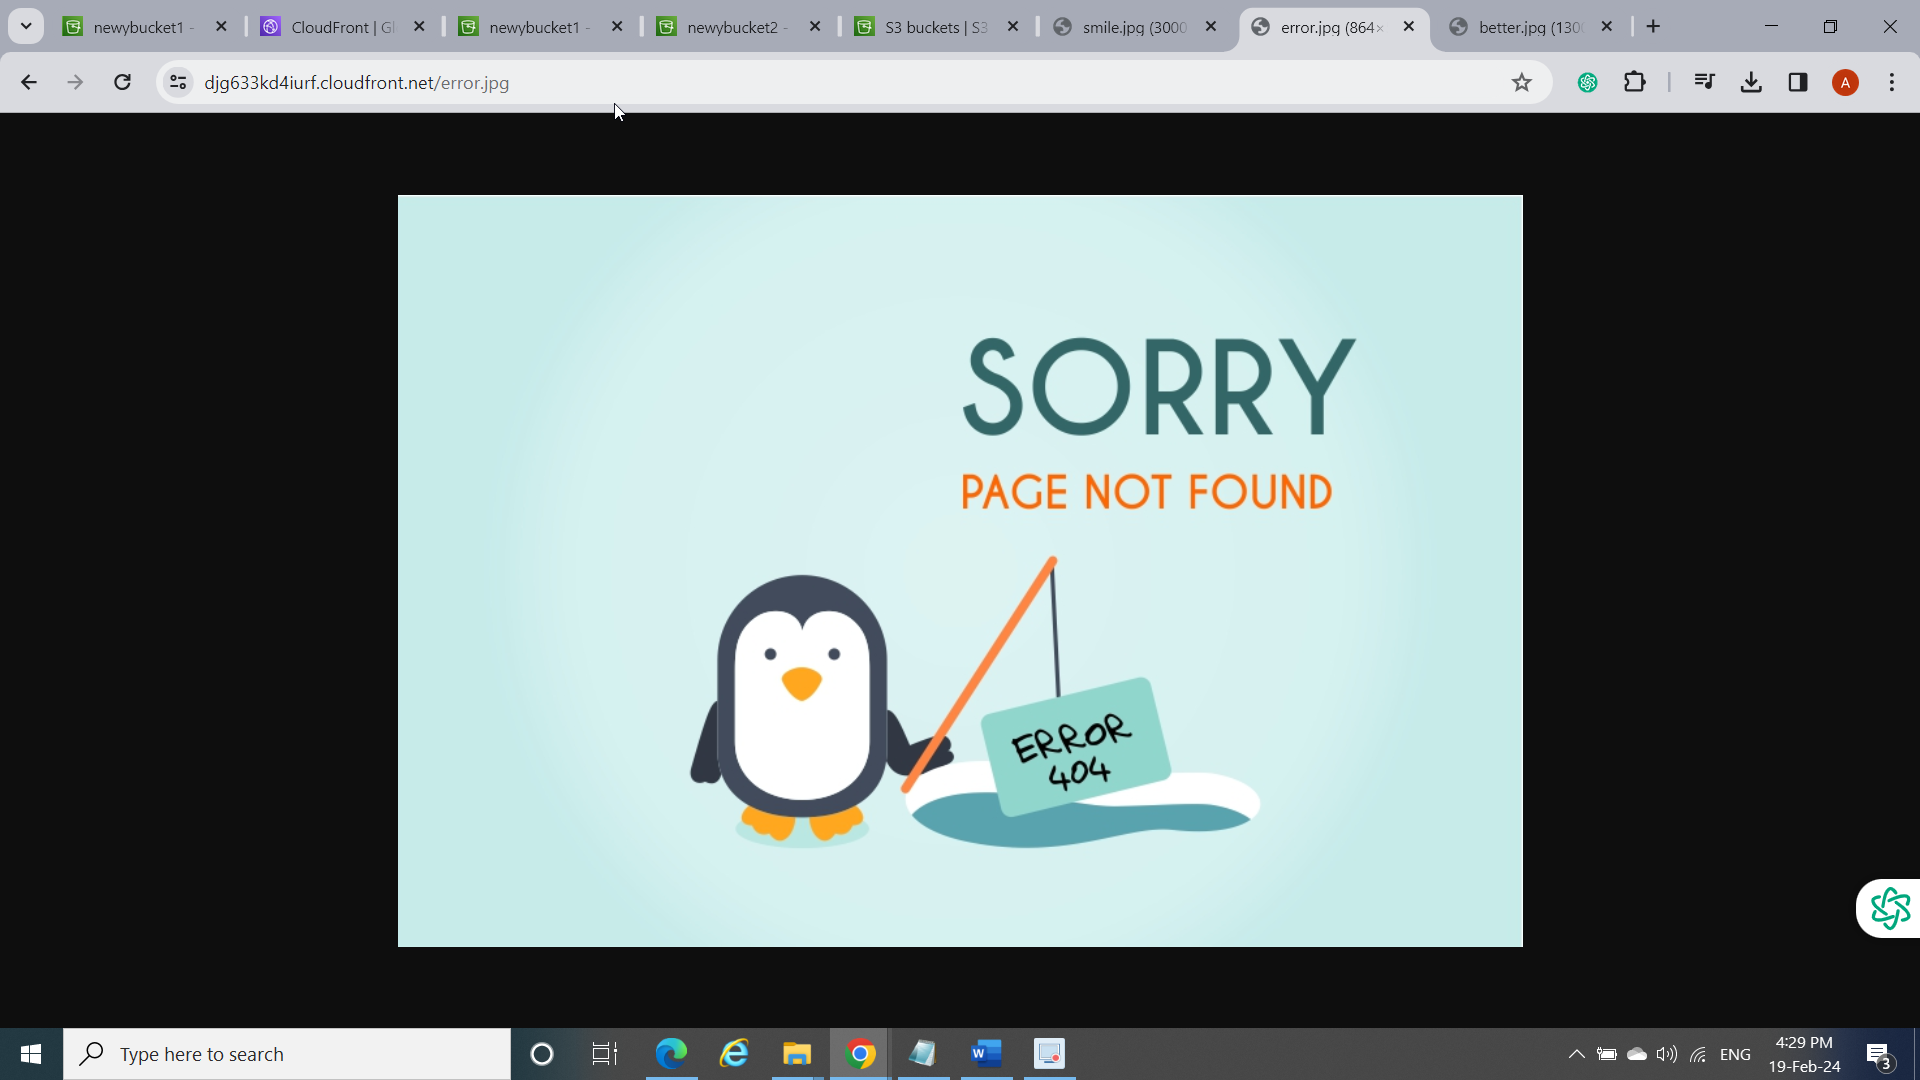 newybucket1 -
CloudFront | Gl
newybucket1 -
newybucket2 -
S3 buckets | S3
smile.jpg (3000
error.jpg (864×
better.jpg (130
djg633kd4iurf.cloudfront.net/error.jpg
A
SORRY
PAGE NOT FOUND
ERROR
404
Type here to search
W
ENG
4:29 PM
19-Feb-24
3